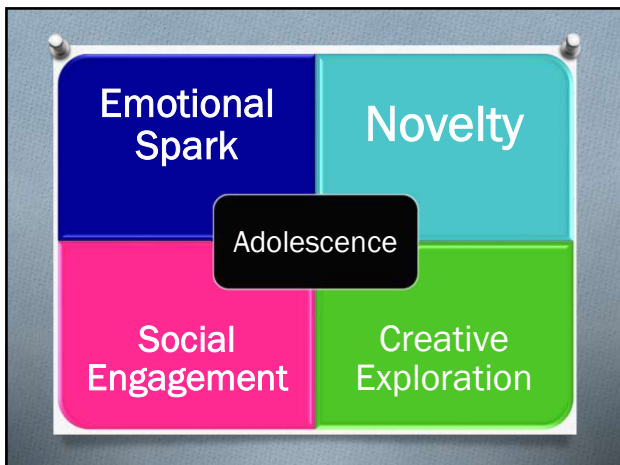 Emotional
Spark
Novelty
Adolescence
Social
Engagement
Creative
Exploration